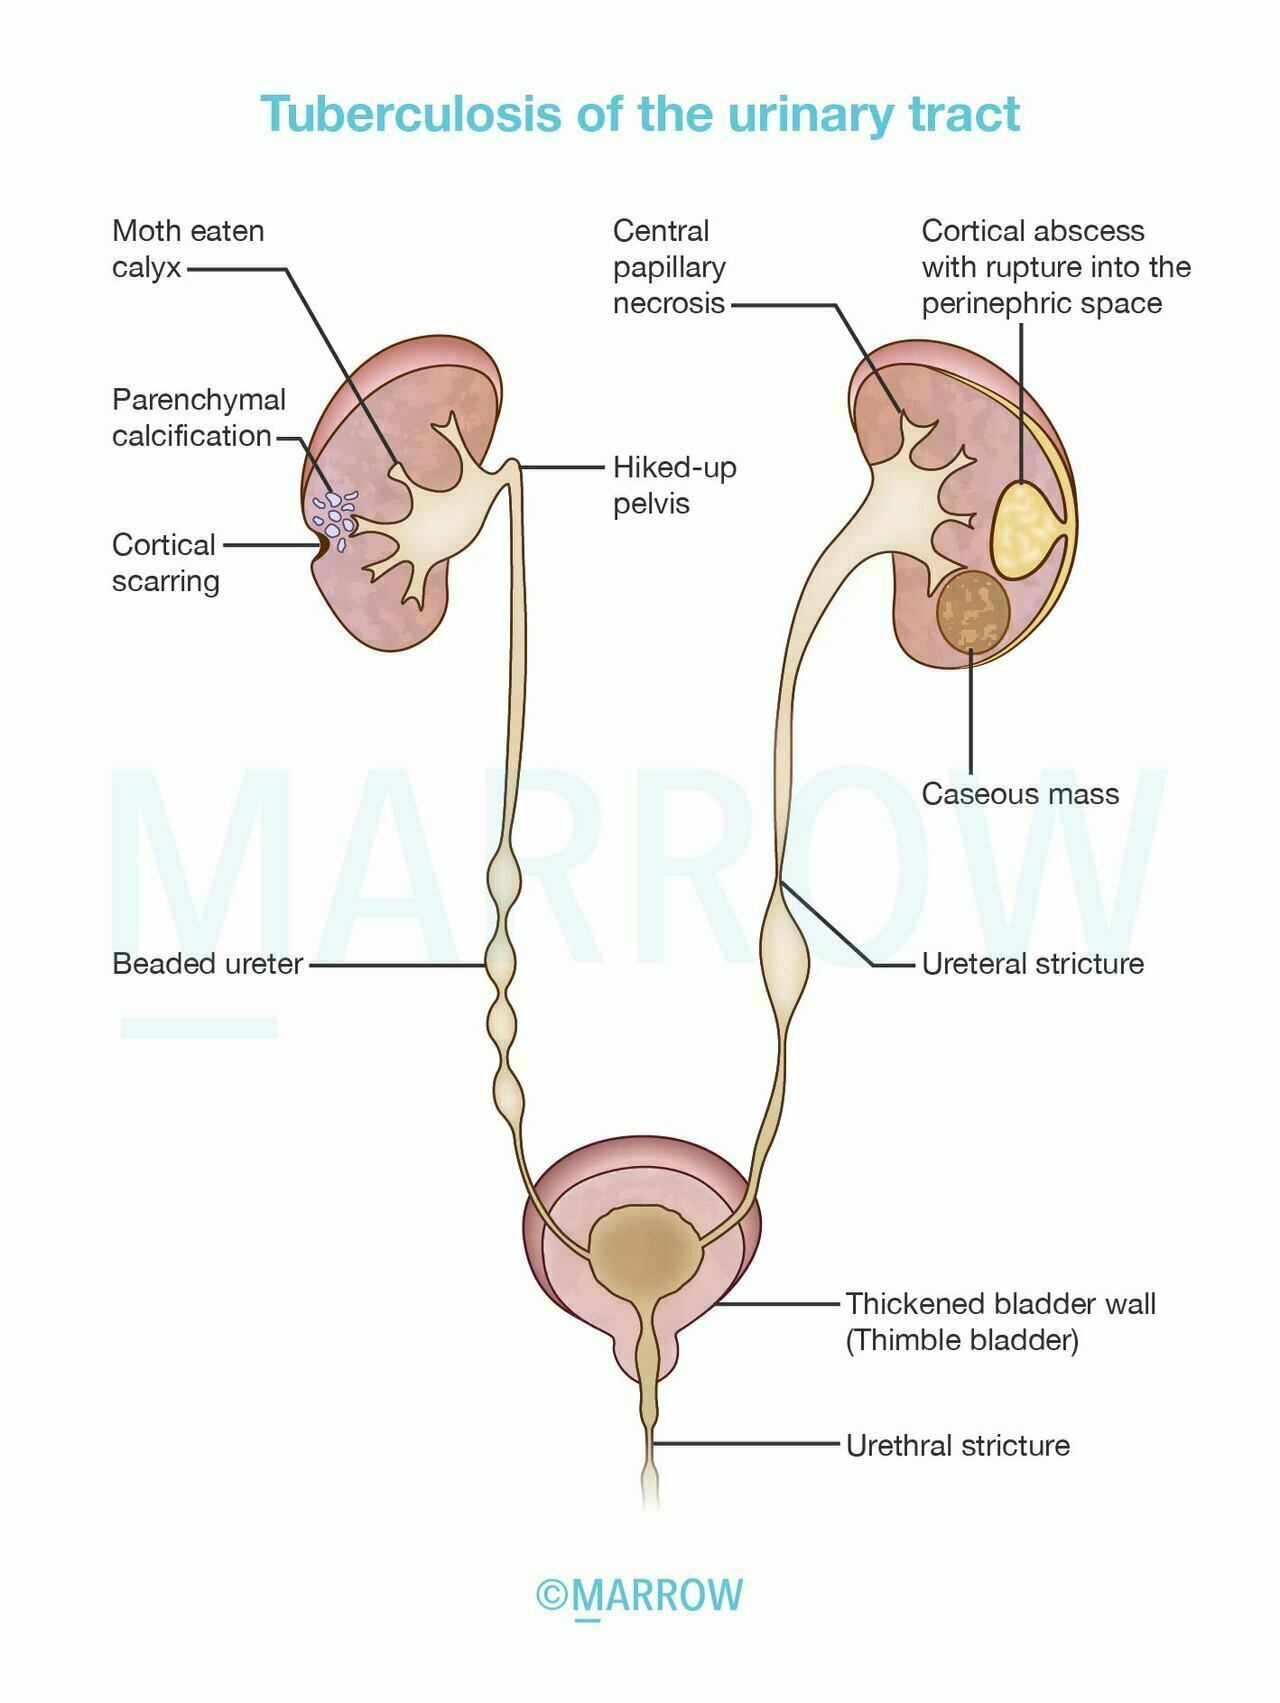 Tuberculosis of the urinary tract
Moth eaten
calyx
Central
papillary
necrosis
Cortical abscess
with rupture into the
perinephric space
Parenchymal
calcification
Hiked-up
pelvis
Cortical
scarring
MARROW
Caseous mass
Beaded ureter
Ureteral stricture
Thickened bladder wall
(Thimble bladder)
Urethral stricture
©MARROW